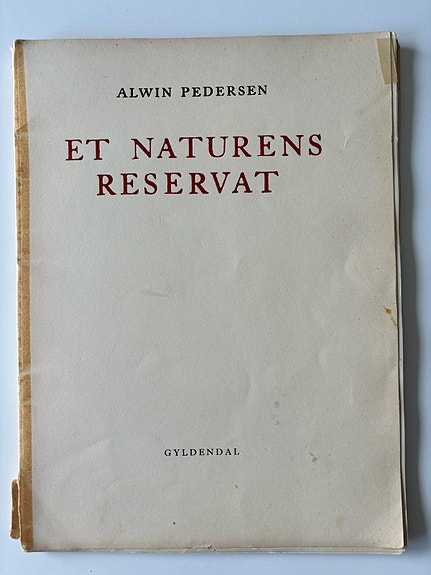 ALWIN PEDERSEN
ET NATURENS
RESERVAT
GYLDENDAL